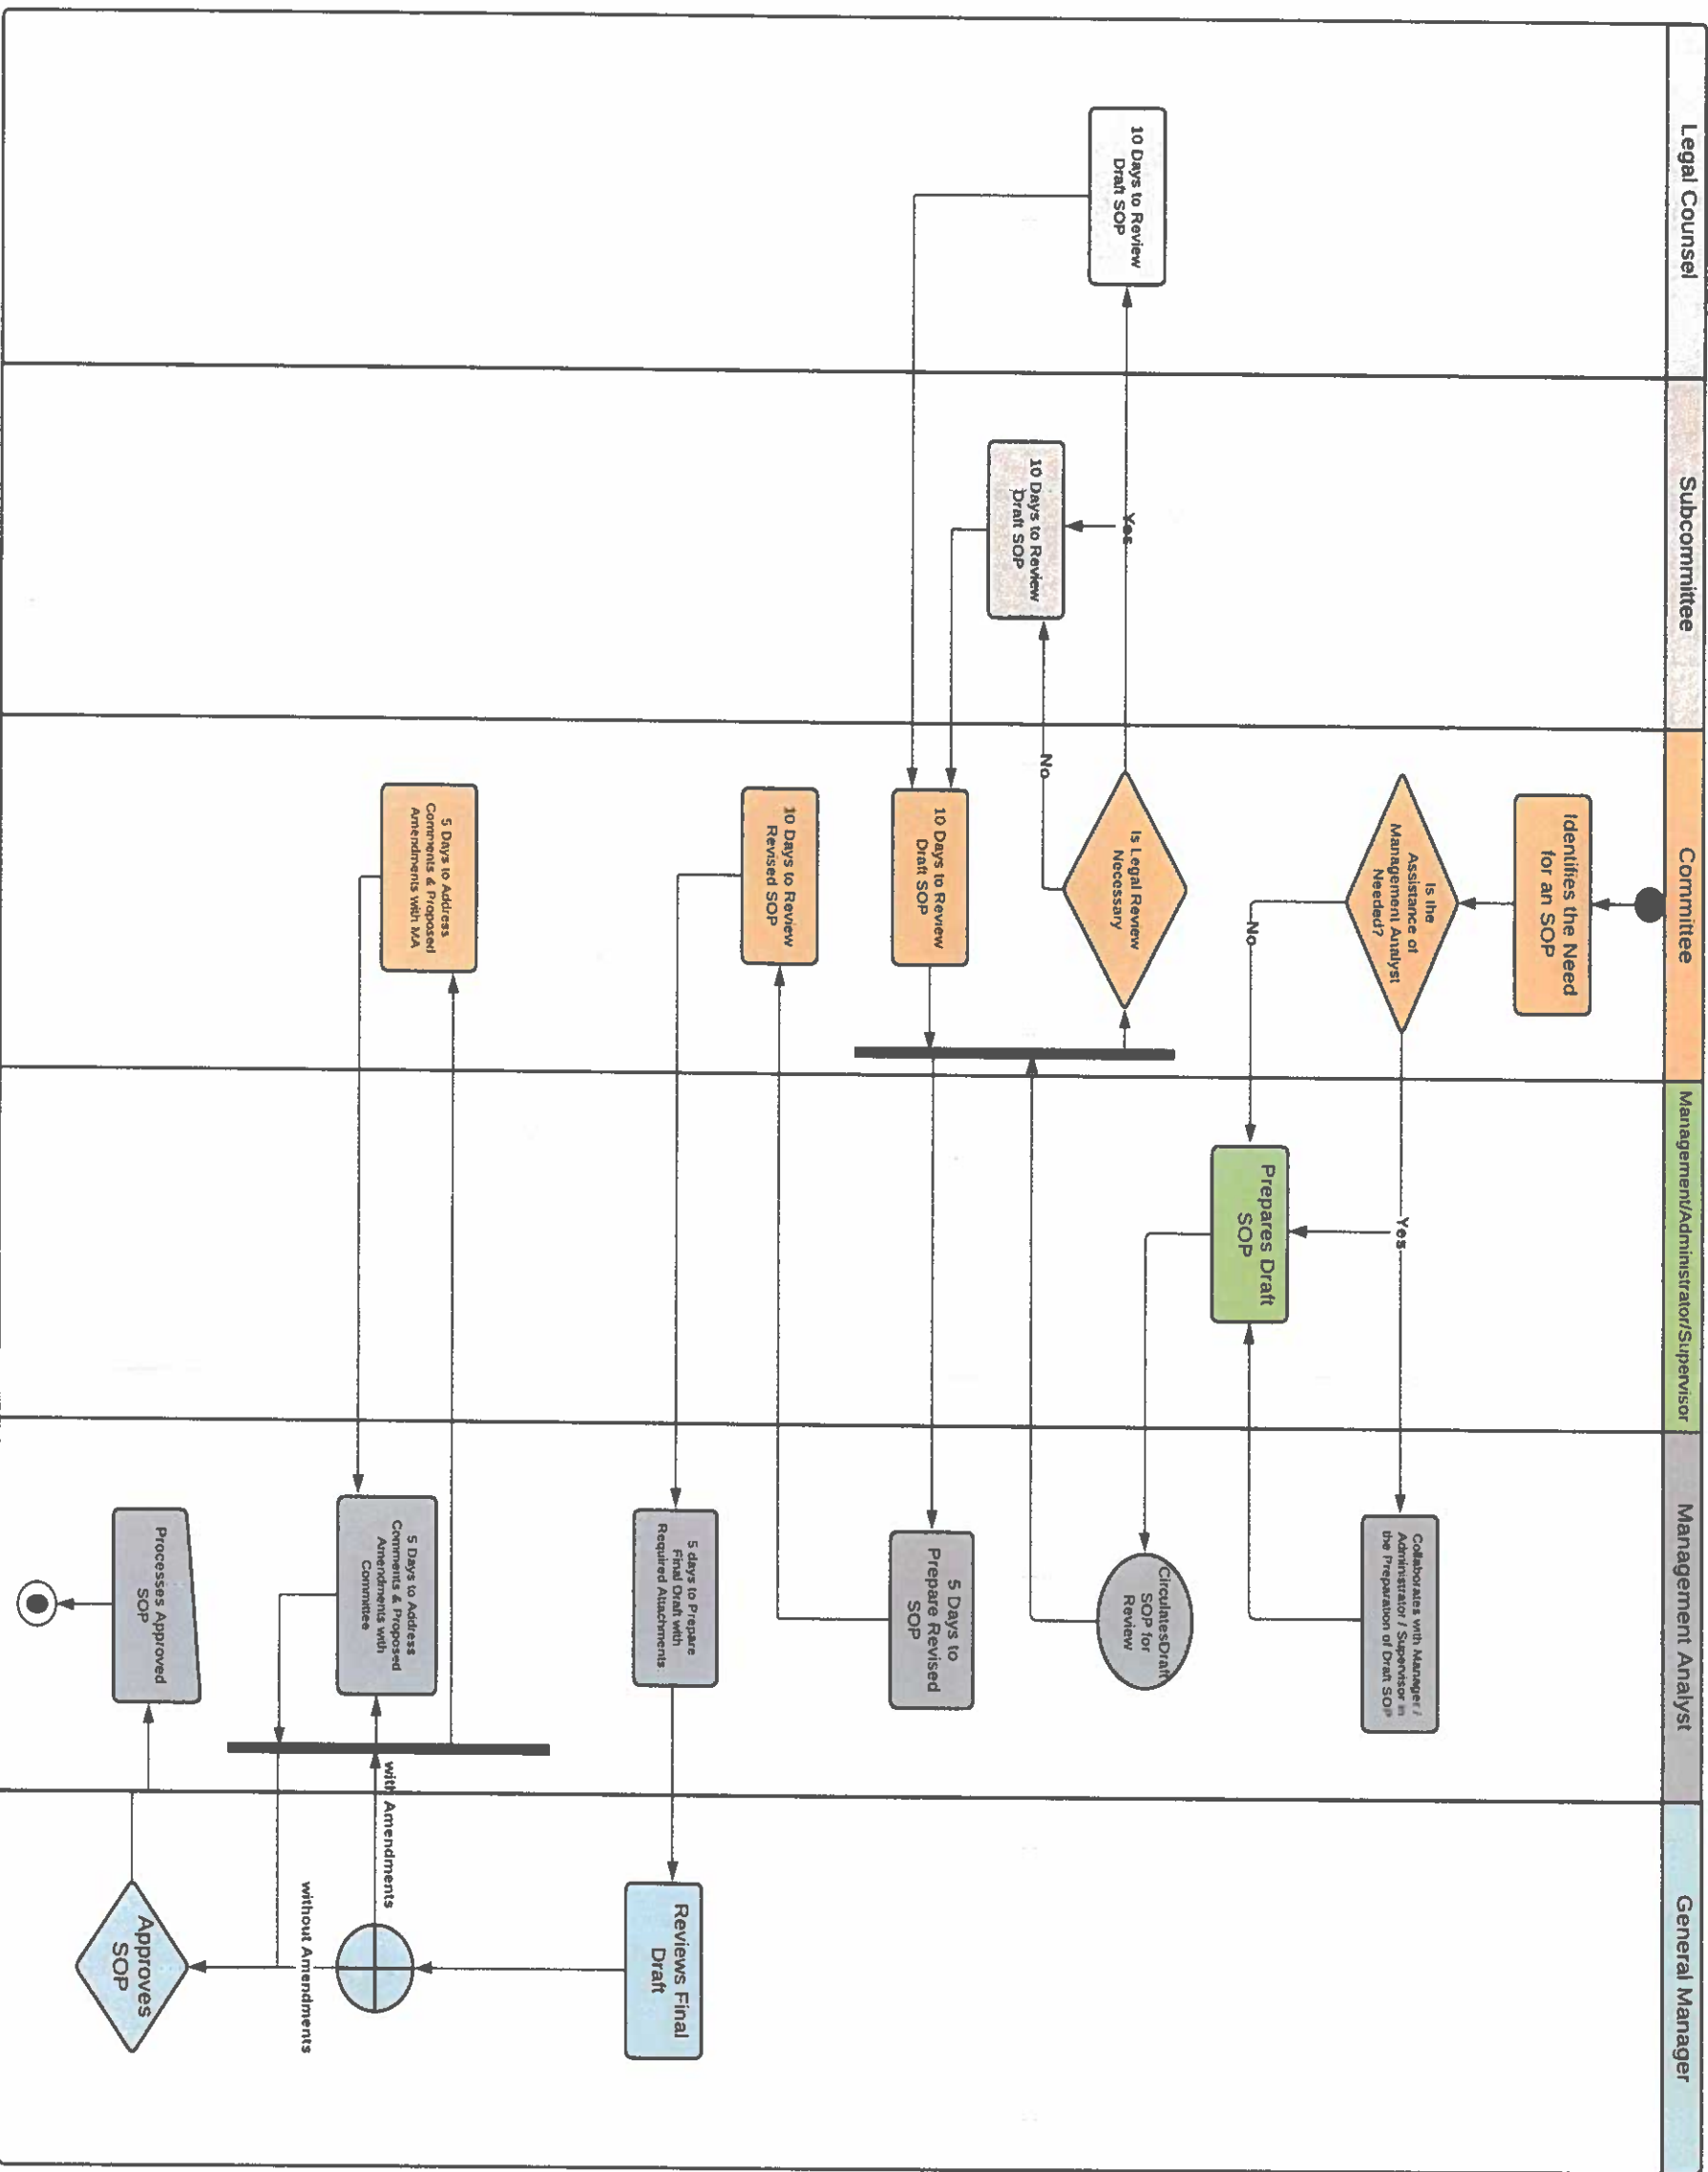 Legal Counsel
Subcommittee
Committee
Management/Administrator/Supervisor
Management Analyst
General Manager
Identifies the Need
for an SOP
Is the
Assistance of
Management Analyst
Needed?
Yes
No
Collaborates with Manager /
Administrator / Supervisor in
the Preparation of Draft SOP
Prepares Draft
SOP
CirculatesDraft
SOP for
Review
Is Legal Review
Necessary
Yes
No
10 Days to Review
Draft SOP
10 Days to Review
Draft SOP
10 Days to Review
Draft SOP
5 Days to
Prepare Revised
SOP
10 Days to Review
Revised SOP
5 days to Prepare
Final Draft with
Required Attachments
Reviews Final
Draft
with Amendments
without Amendments
5 Days to Address
Comments & Proposed
Amendments with MA
5 Days to Address
Comments & Proposed
Amendments with
Committee
Approves
SOP
Processes Approved
SOP